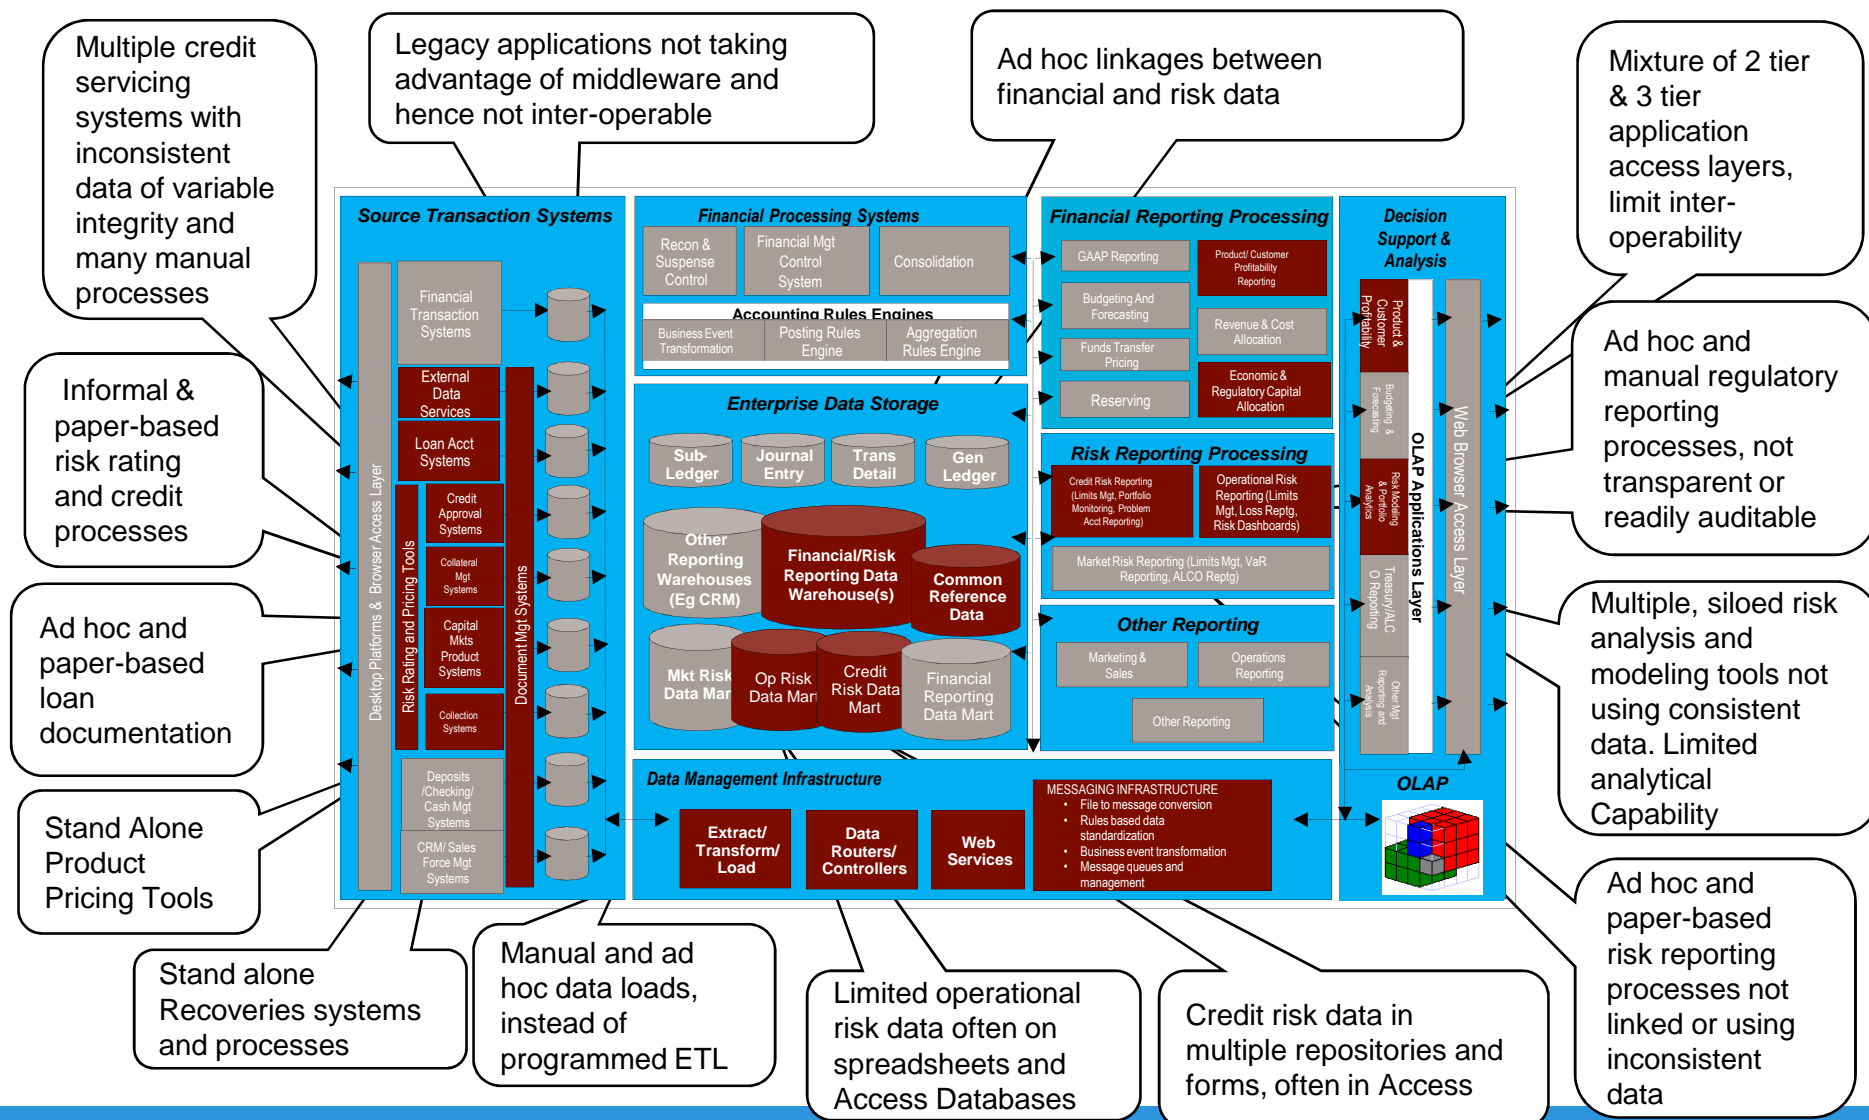 Multiple credit
servicing
systems with
inconsistent
data of variable
integrity and
many manual
processes
Legacy applications not taking
advantage of middleware and
hence not inter-operable
Ad hoc linkages between
financial and risk data
Mixture of 2 tier
& 3 tier
application
access layers,
limit inter-
operability
Informal &
paper-based
risk rating
and credit
processes
Ad hoc and
paper-based
loan
documentation
Stand Alone
Product
Pricing Tools
Stand alone
Recoveries systems
and processes
Manual and ad
hoc data loads,
instead of
programmed ETL
Limited operational
risk data often on
spreadsheets and
Access Databases
Credit risk data in
multiple repositories and
forms, often in Access
Ad hoc and
manual regulatory
reporting
processes, not
transparent or
readily auditable
Multiple, siloed risk
analysis and
modeling tools not
using consistent
data. Limited
analytical
Capability
Ad hoc and
paper-based
risk reporting
processes not
linked or using
inconsistent
data
Source Transaction Systems
Desktop Platforms & Browser Access Layer
Financial
Transaction
Systems
External
Data
Services
Loan Acct
Systems
Risk Rating and Pricing Tools
Credit
Approval
Systems
Collateral
Mgt
Systems
Capital
Mkts
Product
Systems
Collection
Systems
Document Mgt Systems
Deposits
/Checking/
Cash Mgt
Systems
CRM/ Sales
Force Mgt
Systems
Financial Processing Systems
Recon &
Suspense
Control
Financial Mgt
Control
System
Consolidation
Accounting Rules Engines
Business Event
Transformation
Posting Rules
Engine
Aggregation
Rules Engine
Enterprise Data Storage
Sub-
Ledger
Journal
Entry
Trans
Detail
Gen
Ledger
Other
Reporting
Warehouses
(Eg CRM)
Financial/Risk
Reporting Data
Warehouse(s)
Common
Reference
Data
Mkt Risk
Data Mart
Op Risk
Data Mart
Credit
Risk Data
Mart
Financial
Reporting
Data Mart
Financial Reporting Processing
GAAP Reporting
Product/ Customer
Profitability
Reporting
Budgeting And
Forecasting
Revenue & Cost
Allocation
Funds Transfer
Pricing
Economic &
Regulatory Capital
Allocation
Reserving
Risk Reporting Processing
Credit Risk Reporting
(Limits Mgt, Portfolio
Monitoring, Problem
Acct Reporting)
Operational Risk
Reporting (Limits
Mgt, Loss Reptg,
Risk Dashboards)
Market Risk Reporting (Limits Mgt, VaR
Reporting, ALCO Reptg)
Other Reporting
Marketing &
Sales
Operations
Reporting
Other Reporting
Decision
Support &
Analysis
Product &
Customer
Profitability
Budgeting &
Forecasting
Risk Modeling
& Portfolio
Analytics
Treasury/ALC
O Reporting
Other Mgt
Reporting and
Analysis
OLAP Applications Layer
Web Browser Access Layer
OLAP
Data Management Infrastructure
Extract/
Transform/
Load
Data
Routers/
Controllers
Web
Services
MESSAGING INFRASTRUCTURE
• File to message conversion
• Rules based data
standardization
• Business event transformation
• Message queues and
management